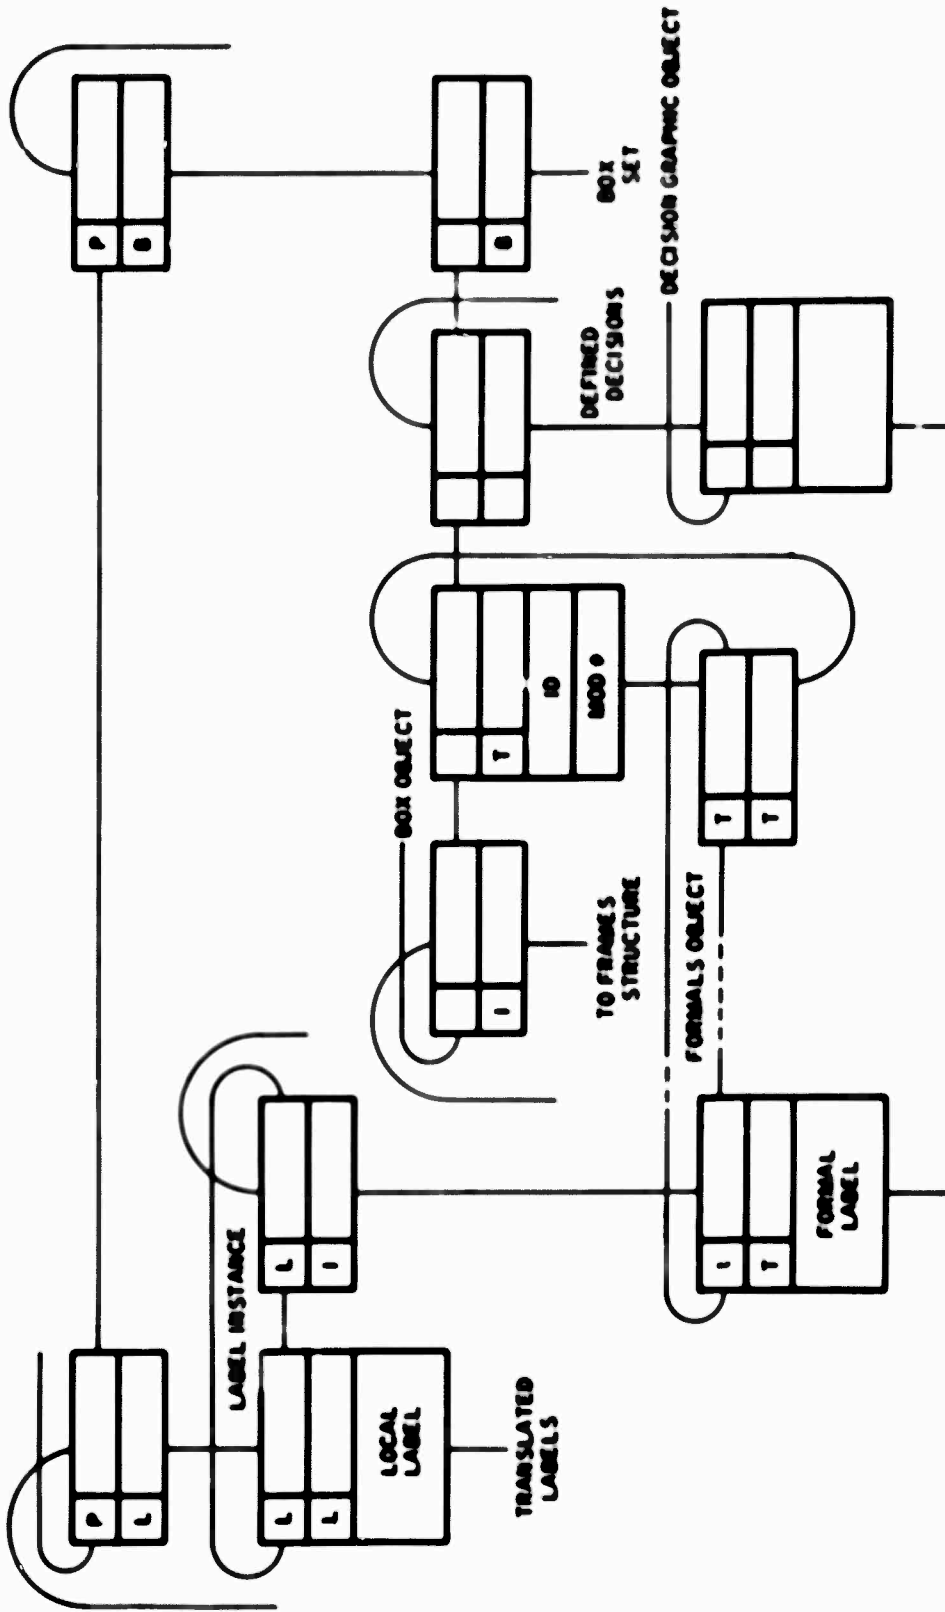 P
L
P
B
LABEL INSTANCE
L
L
LOCAL
LABEL
L
I
TRANSLATED
LABELS
BOX OBJECT
I
TO FRAMES
STRUCTURE
T
ID
MOD
DEFINED
DECISIONS
B
BOX
SET
DECISION GRAPHIC OBJECT
FORMALS OBJECT
I
T
FORMAL
LABEL
T
T